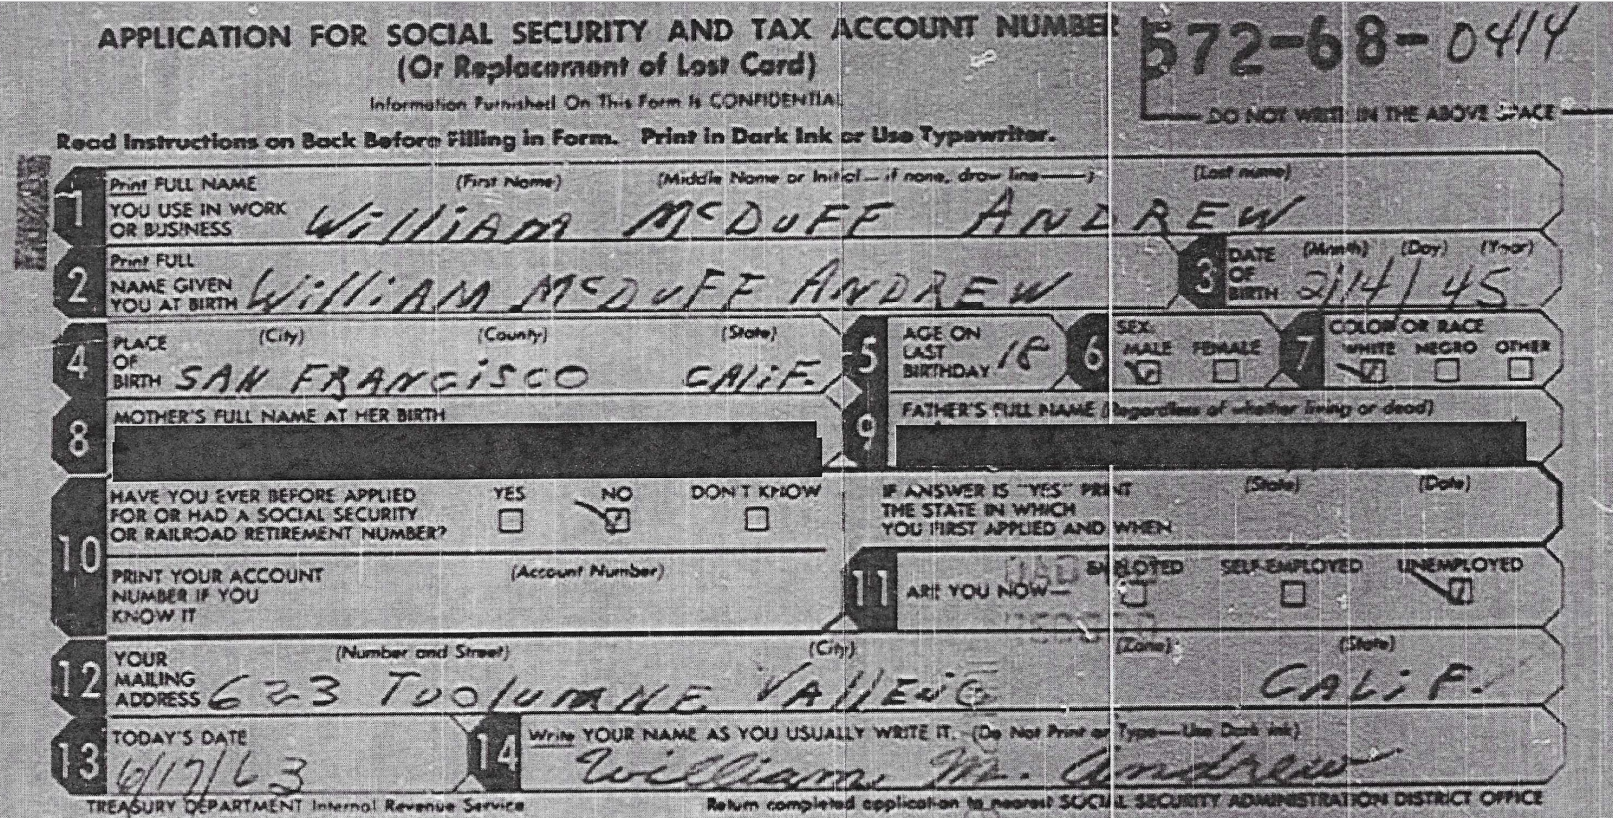 APPLICATION FOR SOCIAL SECURITY AND TAX ACCOUNT NUMBER
572-68-0414
(Or Replacement of Lost Card)
Information Furnished On This Form Is CONFIDENTIAL
DO NOT WRITE IN THE ABOVE SPACE
Read Instructions on Back Before Filling in Form. Print in Dark Ink or Use Typewriter.
1 Print FULL NAME (First Name) (Middle Name or Initial—if none, draw line—) (Last name)
YOU USE IN WORK William McDUFF ANDREW
OR BUSINESS
2 Print FULL
NAME GIVEN William McDuFF ANDREW
YOU AT BIRTH
3 DATE (Month) (Day) (Year)
OF
BIRTH 2/14/45
4 PLACE (City) (County) (State)
OF
BIRTH SAN FRANCiSCO CALiF.
5 AGE ON
LAST
BIRTHDAY 18
6 SEX:
MALE FEMALE
7 COLOR OR RACE
WHITE NEGRO OTHER
8 MOTHER'S FULL NAME AT HER BIRTH
9 FATHER'S FULL NAME (Regardless of whether living or dead)
10 HAVE YOU EVER BEFORE APPLIED YES NO DON'T KNOW
FOR OR HAD A SOCIAL SECURITY
OR RAILROAD RETIREMENT NUMBER?
IF ANSWER IS "YES" PRINT (State) (Date)
THE STATE IN WHICH
YOU FIRST APPLIED AND WHEN
PRINT YOUR ACCOUNT (Account Number)
NUMBER IF YOU
KNOW IT
11 ARE YOU NOW— EMPLOYED SELF-EMPLOYED UNEMPLOYED
12 YOUR (Number and Street) (City) (Zone) (State)
MAILING
ADDRESS 623 TuolumNE VAllEJO CALiF.
13 TODAY'S DATE
6/17/63
14 Write YOUR NAME AS YOU USUALLY WRITE IT. (Do Not Print or Type—Use Dark ink)
William M. Andrew
TREASURY DEPARTMENT Internal Revenue Service Return completed application to nearest SOCIAL SECURITY ADMINISTRATION DISTRICT OFFICE